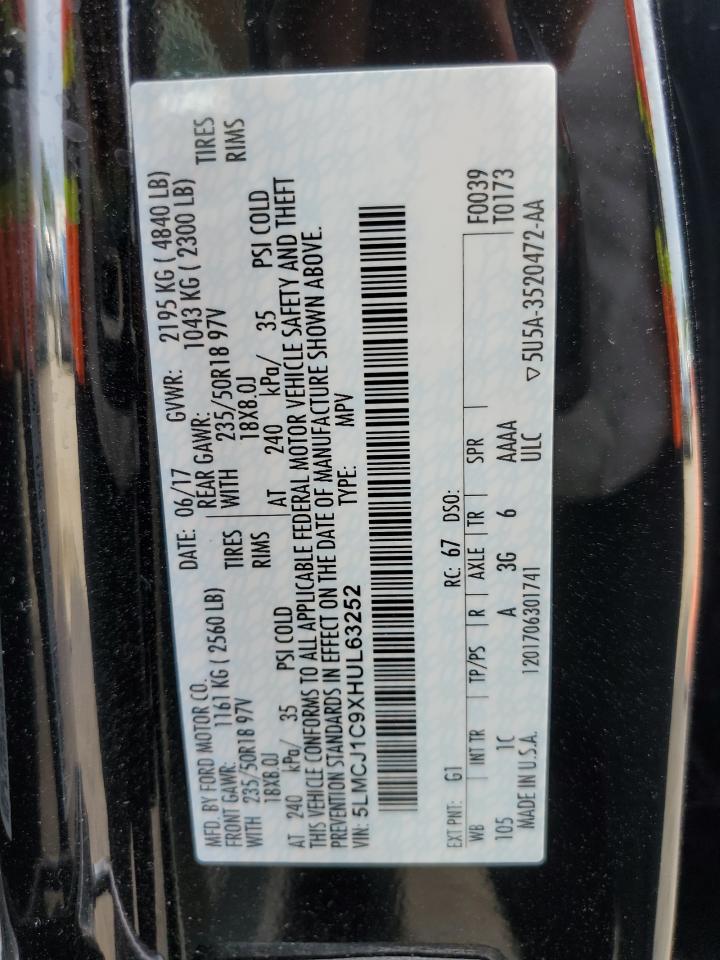 MFD. BY FORD MOTOR CO. DATE: 06/17 GVWR: 2195 KG ( 4840 LB)
FRONT GAWR: 1161 KG ( 2560 LB) REAR GAWR: 1043 KG ( 2300 LB)
WITH 235/50R18 97V TIRES WITH 235/50R18 97V TIRES
18X8.0J RIMS 18X8.0J RIMS
AT 240 kPa/ 35 PSI COLD AT 240 kPa/ 35 PSI COLD
THIS VEHICLE CONFORMS TO ALL APPLICABLE FEDERAL MOTOR VEHICLE SAFETY AND THEFT
PREVENTION STANDARDS IN EFFECT ON THE DATE OF MANUFACTURE SHOWN ABOVE.
VIN: 5LMCJ1C9XHUL63252 TYPE: MPV
EXT PNT: G1 RC: 67 DSO: F0039
WB INT TR TP/PS R AXLE TR SPR T0173
105 1C A 3G 6 AAAA
MADE IN U.S.A. 1201706301741 ULC ▽5U5A-3520472-AA